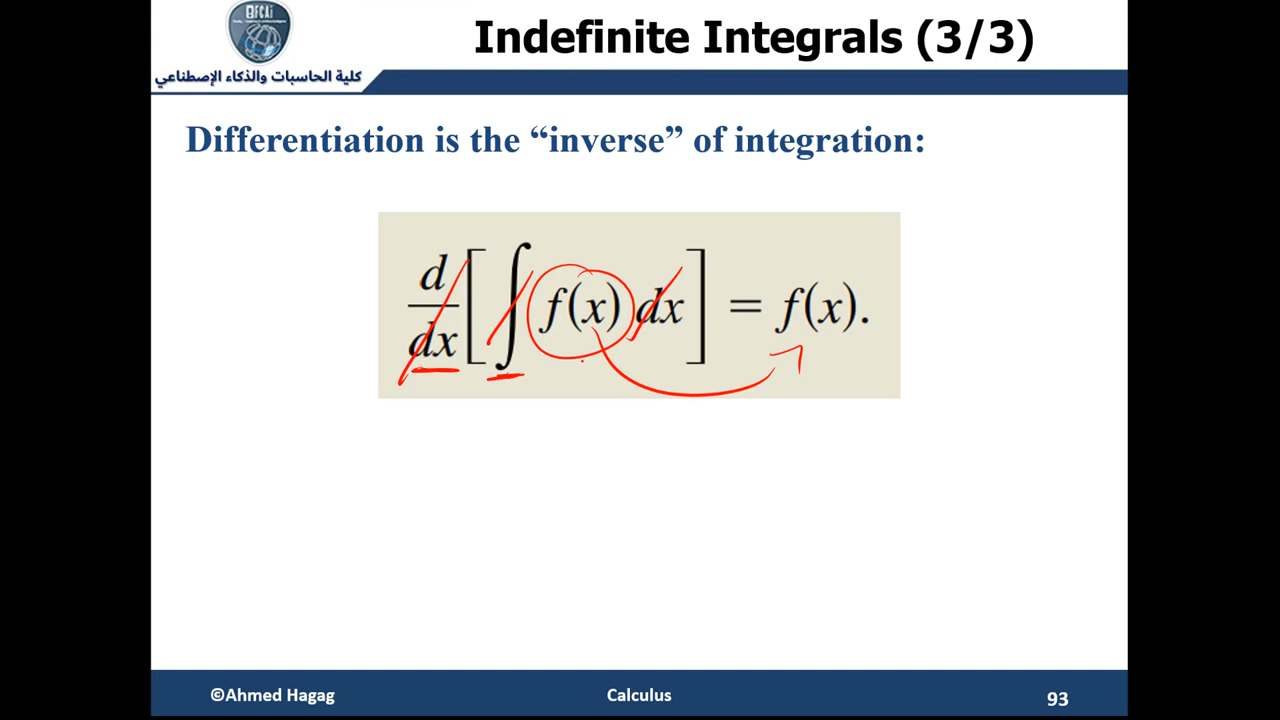 FCAi
Indefinite Integrals (3/3)
كلية الحاسبات والذكاء الإصطناعي
Differentiation is the “inverse” of integration:
d/dx [ ∫ f(x) dx ] = f(x).
©Ahmed Hagag
Calculus
93